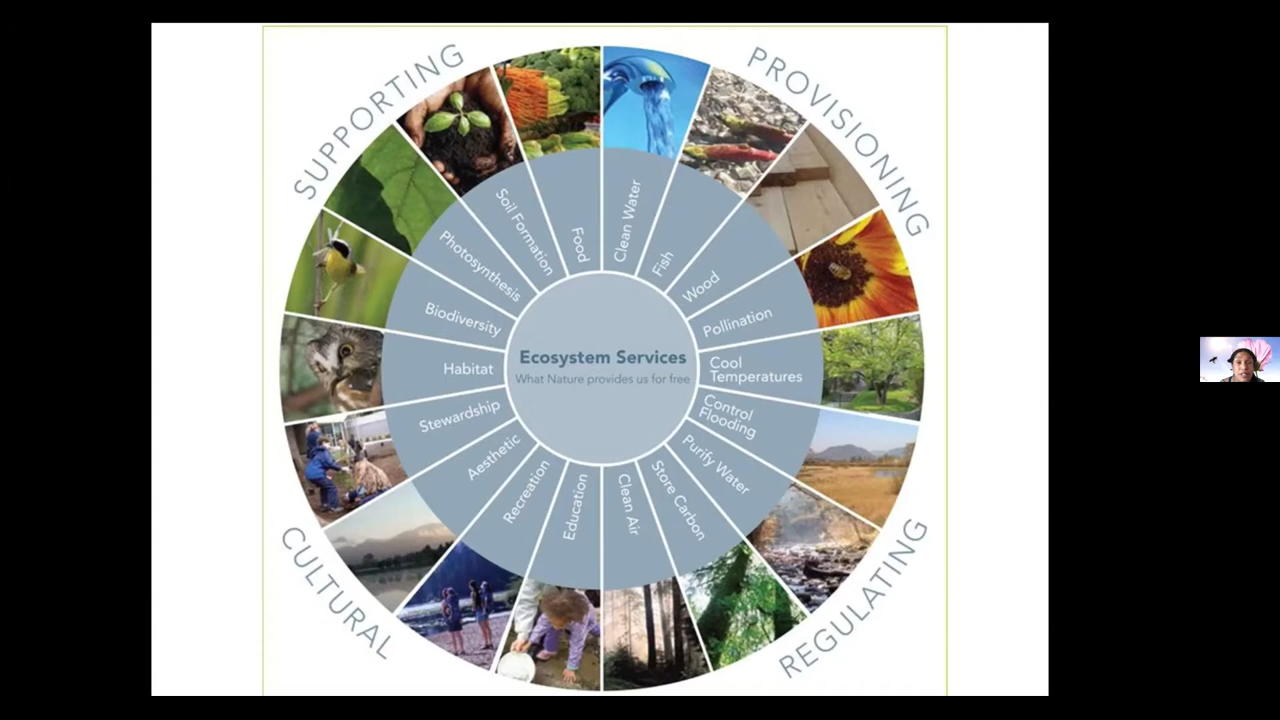 SUPPORTING
PROVISIONING
Soil Formation
Food
Clean Water
Fish
Photosynthesis
Wood
Biodiversity
Pollination
Ecosystem Services
What Nature provides us for free
Habitat
Cool
Temperatures
Stewardship
Control
Flooding
Aesthetic
Purify Water
Recreation
Education
Clean Air
Store Carbon
CULTURAL
REGULATING